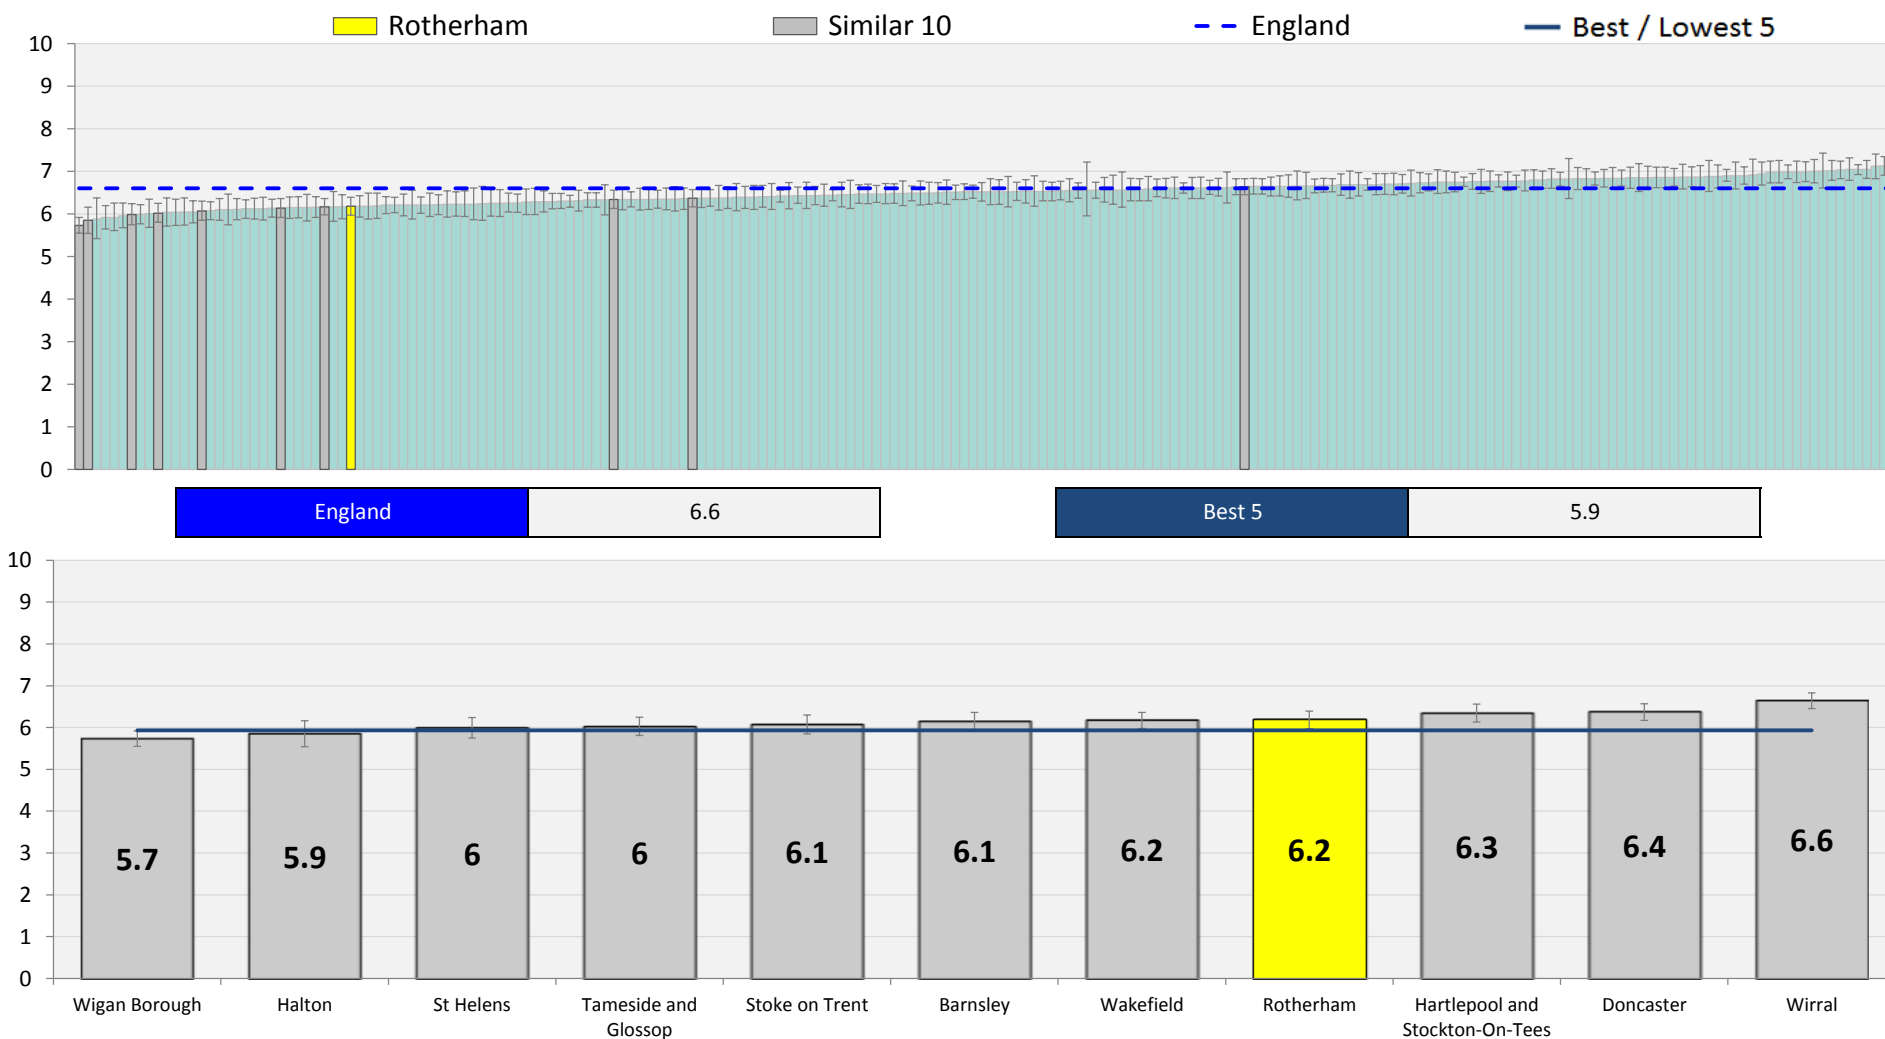 Rotherham
Similar 10
England
Best / Lowest 5
10
9
8
7
6
5
4
3
2
1
0
England
6.6
Best 5
5.9
10
9
8
7
6
5
4
3
2
1
0
5.7
5.9
6
6
6.1
6.1
6.2
6.2
6.3
6.4
6.6
Wigan Borough
Halton
St Helens
Tameside and
Glossop
Stoke on Trent
Barnsley
Wakefield
Rotherham
Hartlepool and
Stockton-On-Tees
Doncaster
Wirral